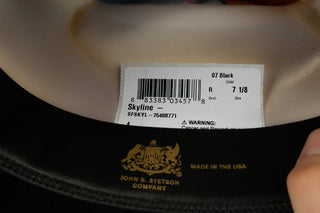 07 Black
Color
R 7 1/8
Size
8 83383 03457 8
Skyline —
SFSKYL - 75400771
⚠ WARNING:
MADE IN THE USA
JOHN B. STETSON
COMPANY